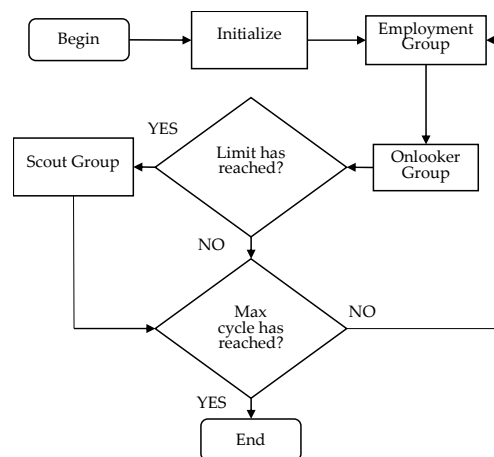 Begin
Initialize
Employment
Group
YES
Limit has
reached?
Onlooker
Group
Scout Group
NO
Max
cycle has
reached?
NO
YES
End